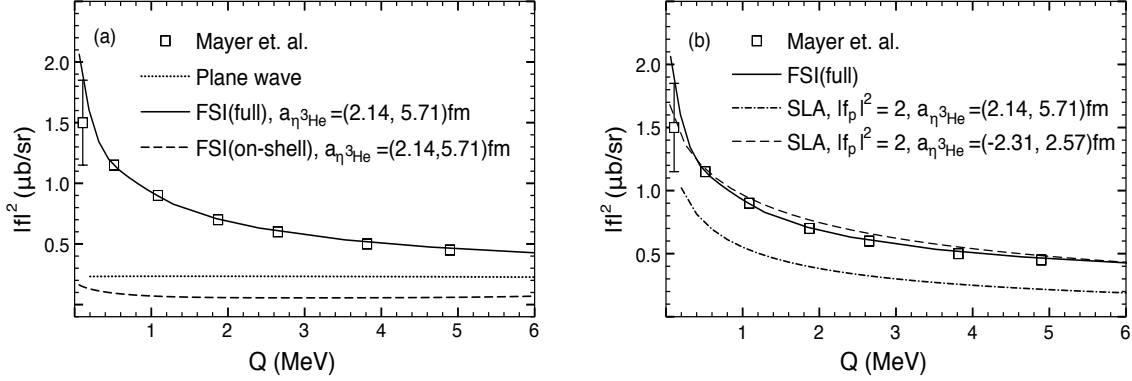 (a)
Mayer et. al.
Plane wave
FSI(full), aη³He =(2.14, 5.71)fm
FSI(on-shell), aη³He =(2.14,5.71)fm
|f|² (μb/sr)
2.0
1.5
1.0
0.5
1 2 3 4 5 6
Q (MeV)
(b)
Mayer et. al.
FSI(full)
SLA, |fp|² = 2, aη³He=(2.14, 5.71)fm
SLA, |fp|² = 2, aη³He=(-2.31, 2.57)fm
|f|² (μb/sr)
2.0
1.5
1.0
0.5
1 2 3 4 5 6
Q (MeV)